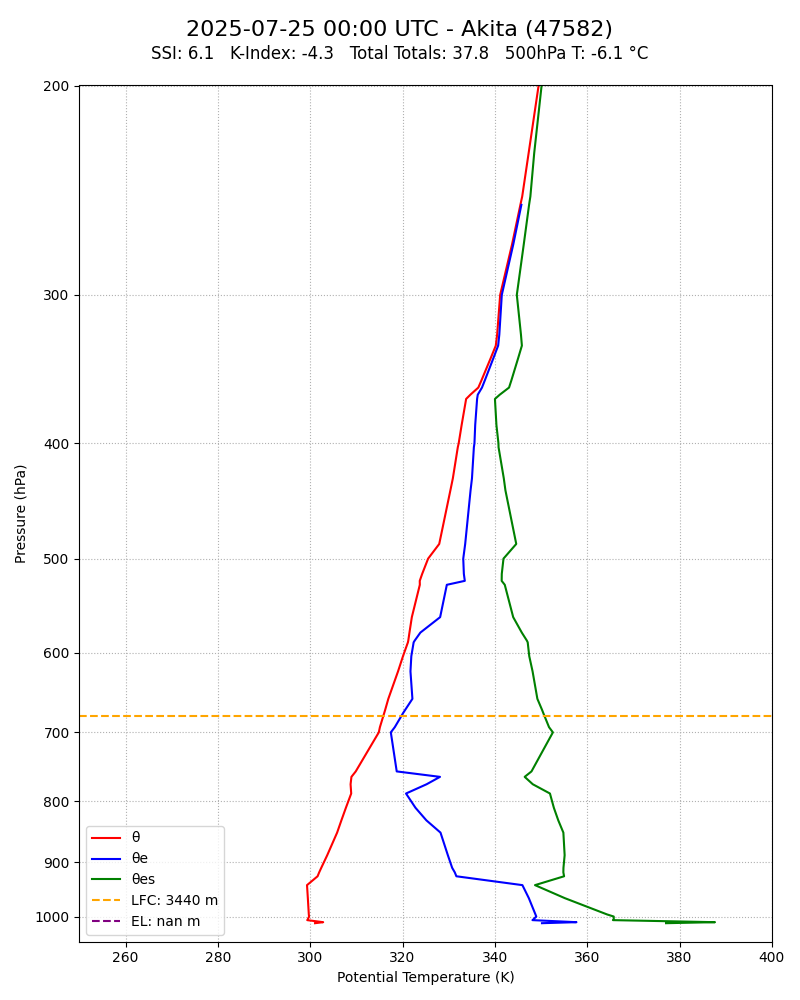 2025-07-25 00:00 UTC - Akita (47582)
SSI: 6.1   K-Index: -4.3   Total Totals: 37.8   500hPa T: -6.1 °C
200
300
400
500
600
700
800
900
1000
Pressure (hPa)
θ
θe
θes
LFC: 3440 m
EL: nan m
260 280 300 320 340 360 380 400
Potential Temperature (K)